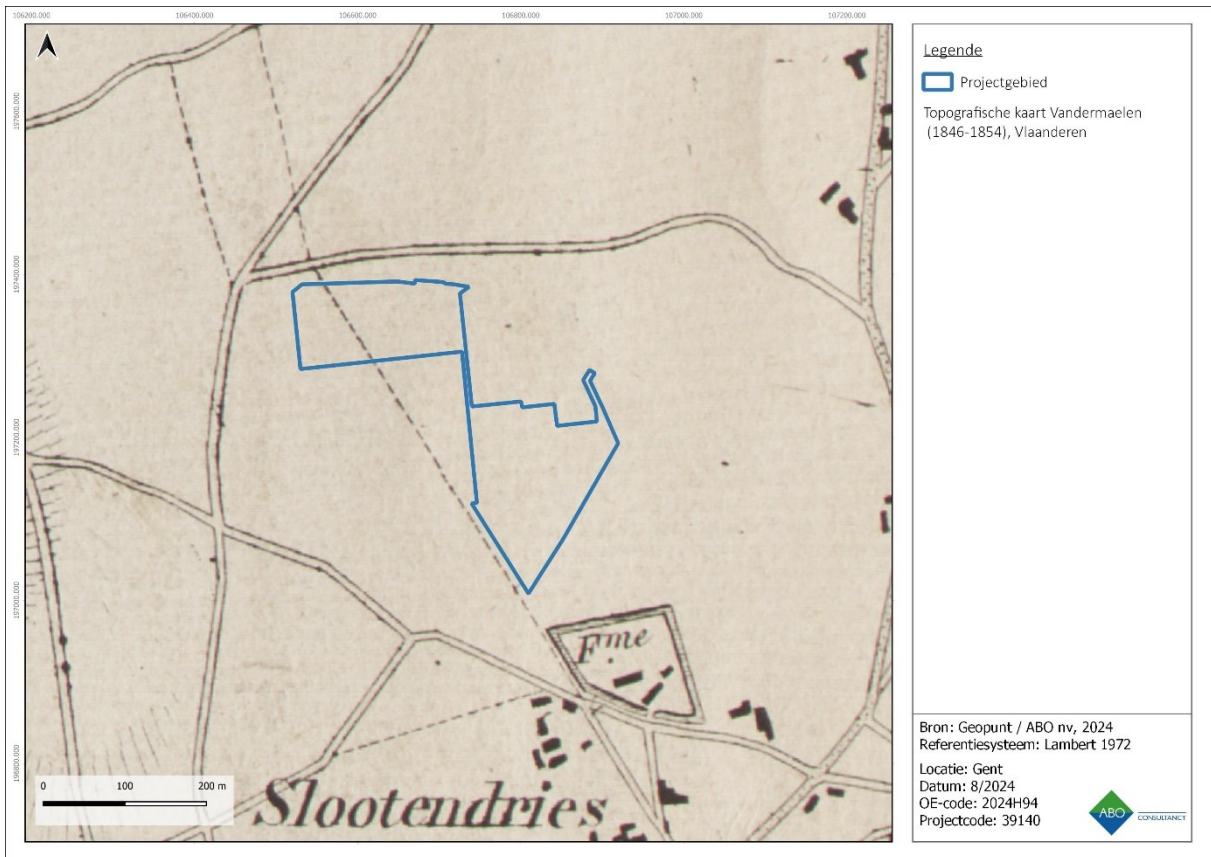 106200.000 106400.000 106600.000 106800.000 107000.000 107200.000
197600.000
197400.000
197200.000
197000.000
196800.000
Fme
Slootendries
0 100 200 m
Legende
Projectgebied
Topografische kaart Vandermaelen
(1846-1854), Vlaanderen
Bron: Geopunt / ABO nv, 2024
Referentiesysteem: Lambert 1972
Locatie: Gent
Datum: 8/2024
OE-code: 2024H94
Projectcode: 39140
ABO CONSULTANCY